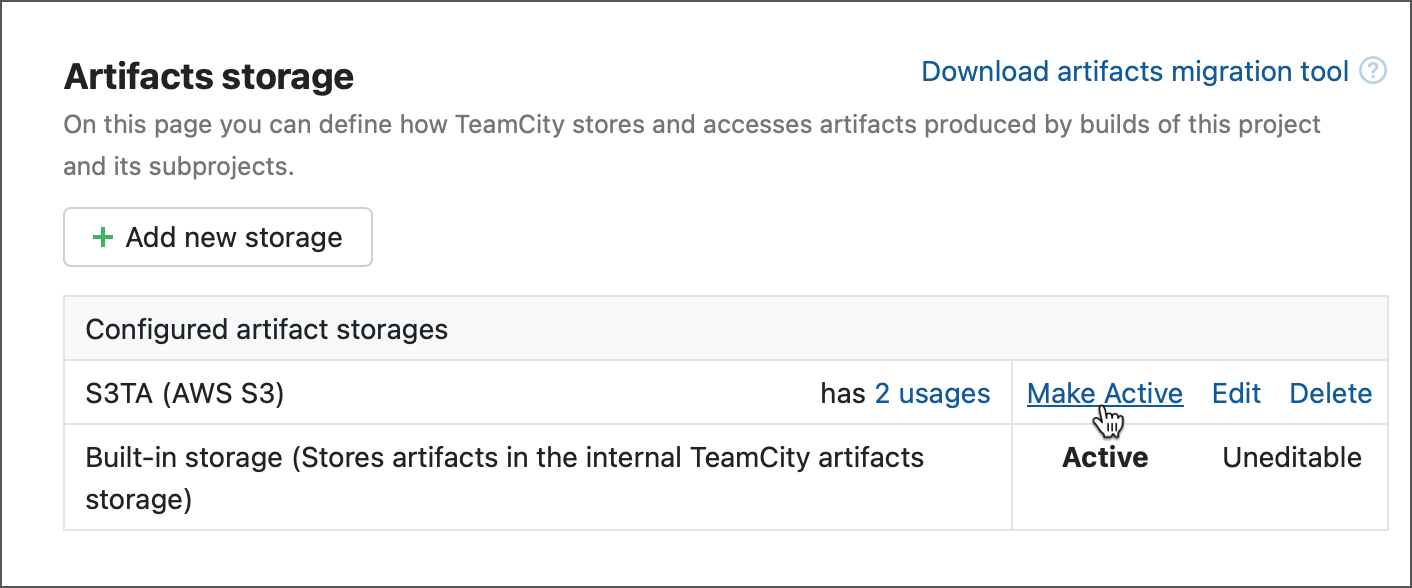 Artifacts storage
Download artifacts migration tool ?
On this page you can define how TeamCity stores and accesses artifacts produced by builds of this project
and its subprojects.
+ Add new storage
Configured artifact storages
S3TA (AWS S3) has 2 usages Make Active Edit Delete
Built-in storage (Stores artifacts in the internal TeamCity artifacts
storage)
Active Uneditable